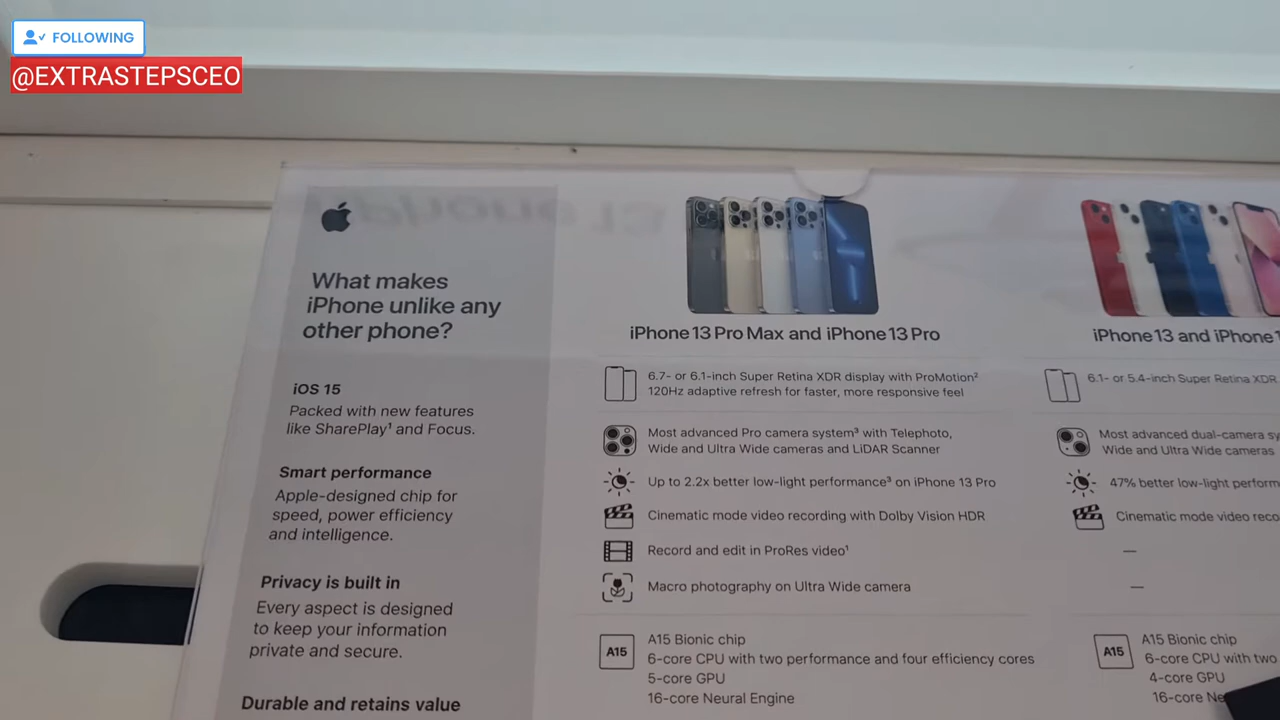 FOLLOWING
@EXTRASTEPSCEO
What makes
iPhone unlike any
other phone?
iOS 15
Packed with new features
like SharePlay¹ and Focus.
Smart performance
Apple-designed chip for
speed, power efficiency
and intelligence.
Privacy is built in
Every aspect is designed
to keep your information
private and secure.
Durable and retains value
iPhone 13 Pro Max and iPhone 13 Pro
6.7- or 6.1-inch Super Retina XDR display with ProMotion²
120Hz adaptive refresh for faster, more responsive feel
Most advanced Pro camera system³ with Telephoto,
Wide and Ultra Wide cameras and LiDAR Scanner
Up to 2.2x better low-light performance³ on iPhone 13 Pro
Cinematic mode video recording with Dolby Vision HDR
Record and edit in ProRes video¹
Macro photography on Ultra Wide camera
A15
A15 Bionic chip
6-core CPU with two performance and four efficiency cores
5-core GPU
16-core Neural Engine
iPhone 13 and iPhone
6.1- or 5.4-inch Super Retina XDR
Most advanced dual-camera
Wide and Ultra Wide cameras
47% better low-light
Cinematic mode video
—
—
A15
A15 Bionic chip
6-core CPU with two
4-core GPU
16-core